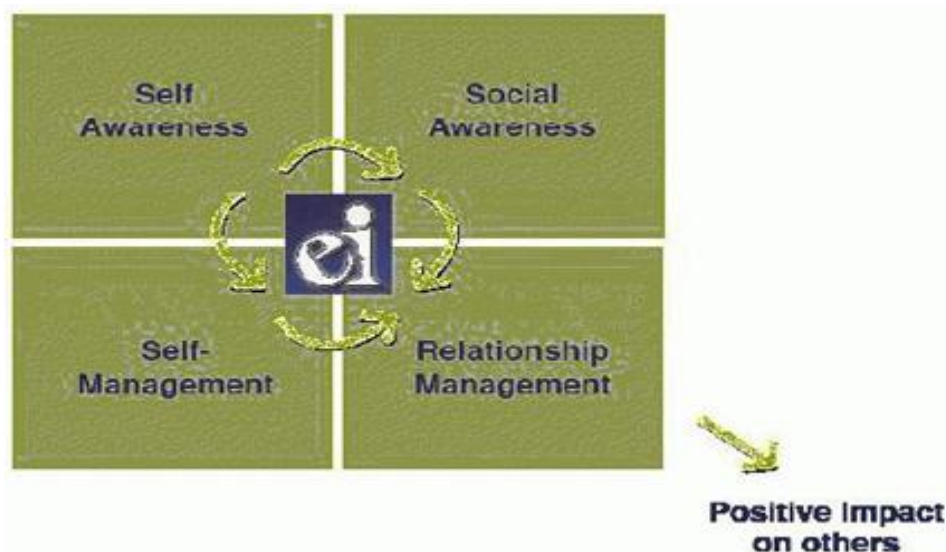 Self
Awareness
Social
Awareness
ei
Self-
Management
Relationship
Management
Positive Impact
on others